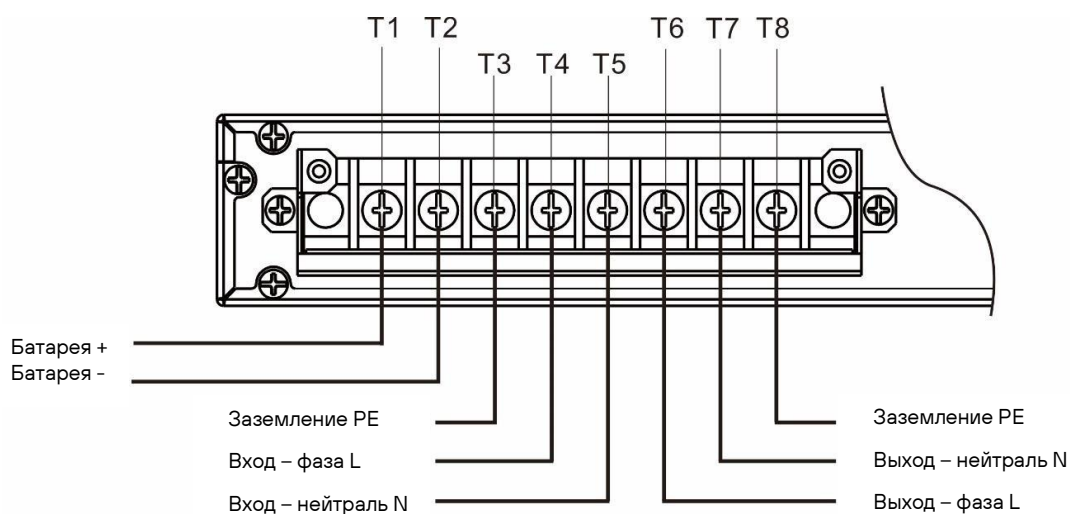 T1 T2 T6 T7 T8
T3 T4 T5
Батарея +
Батарея -
Заземление PE
Вход – фаза L
Вход – нейтраль N
Заземление PE
Выход – нейтраль N
Выход – фаза L